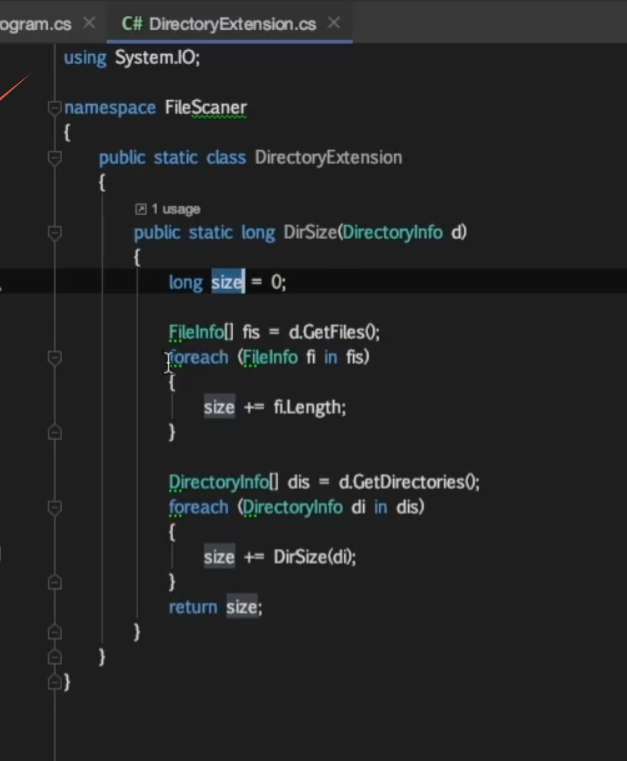 ogram.cs
C# DirectoryExtension.cs
using System.IO;
namespace FileScaner
{
public static class DirectoryExtension
{
1 usage
public static long DirSize(DirectoryInfo d)
{
long size = 0;
FileInfo[] fis = d.GetFiles();
foreach (FileInfo fi in fis)
{
size += fi.Length;
}
DirectoryInfo[] dis = d.GetDirectories();
foreach (DirectoryInfo di in dis)
{
size += DirSize(di);
}
return size;
}
}
}